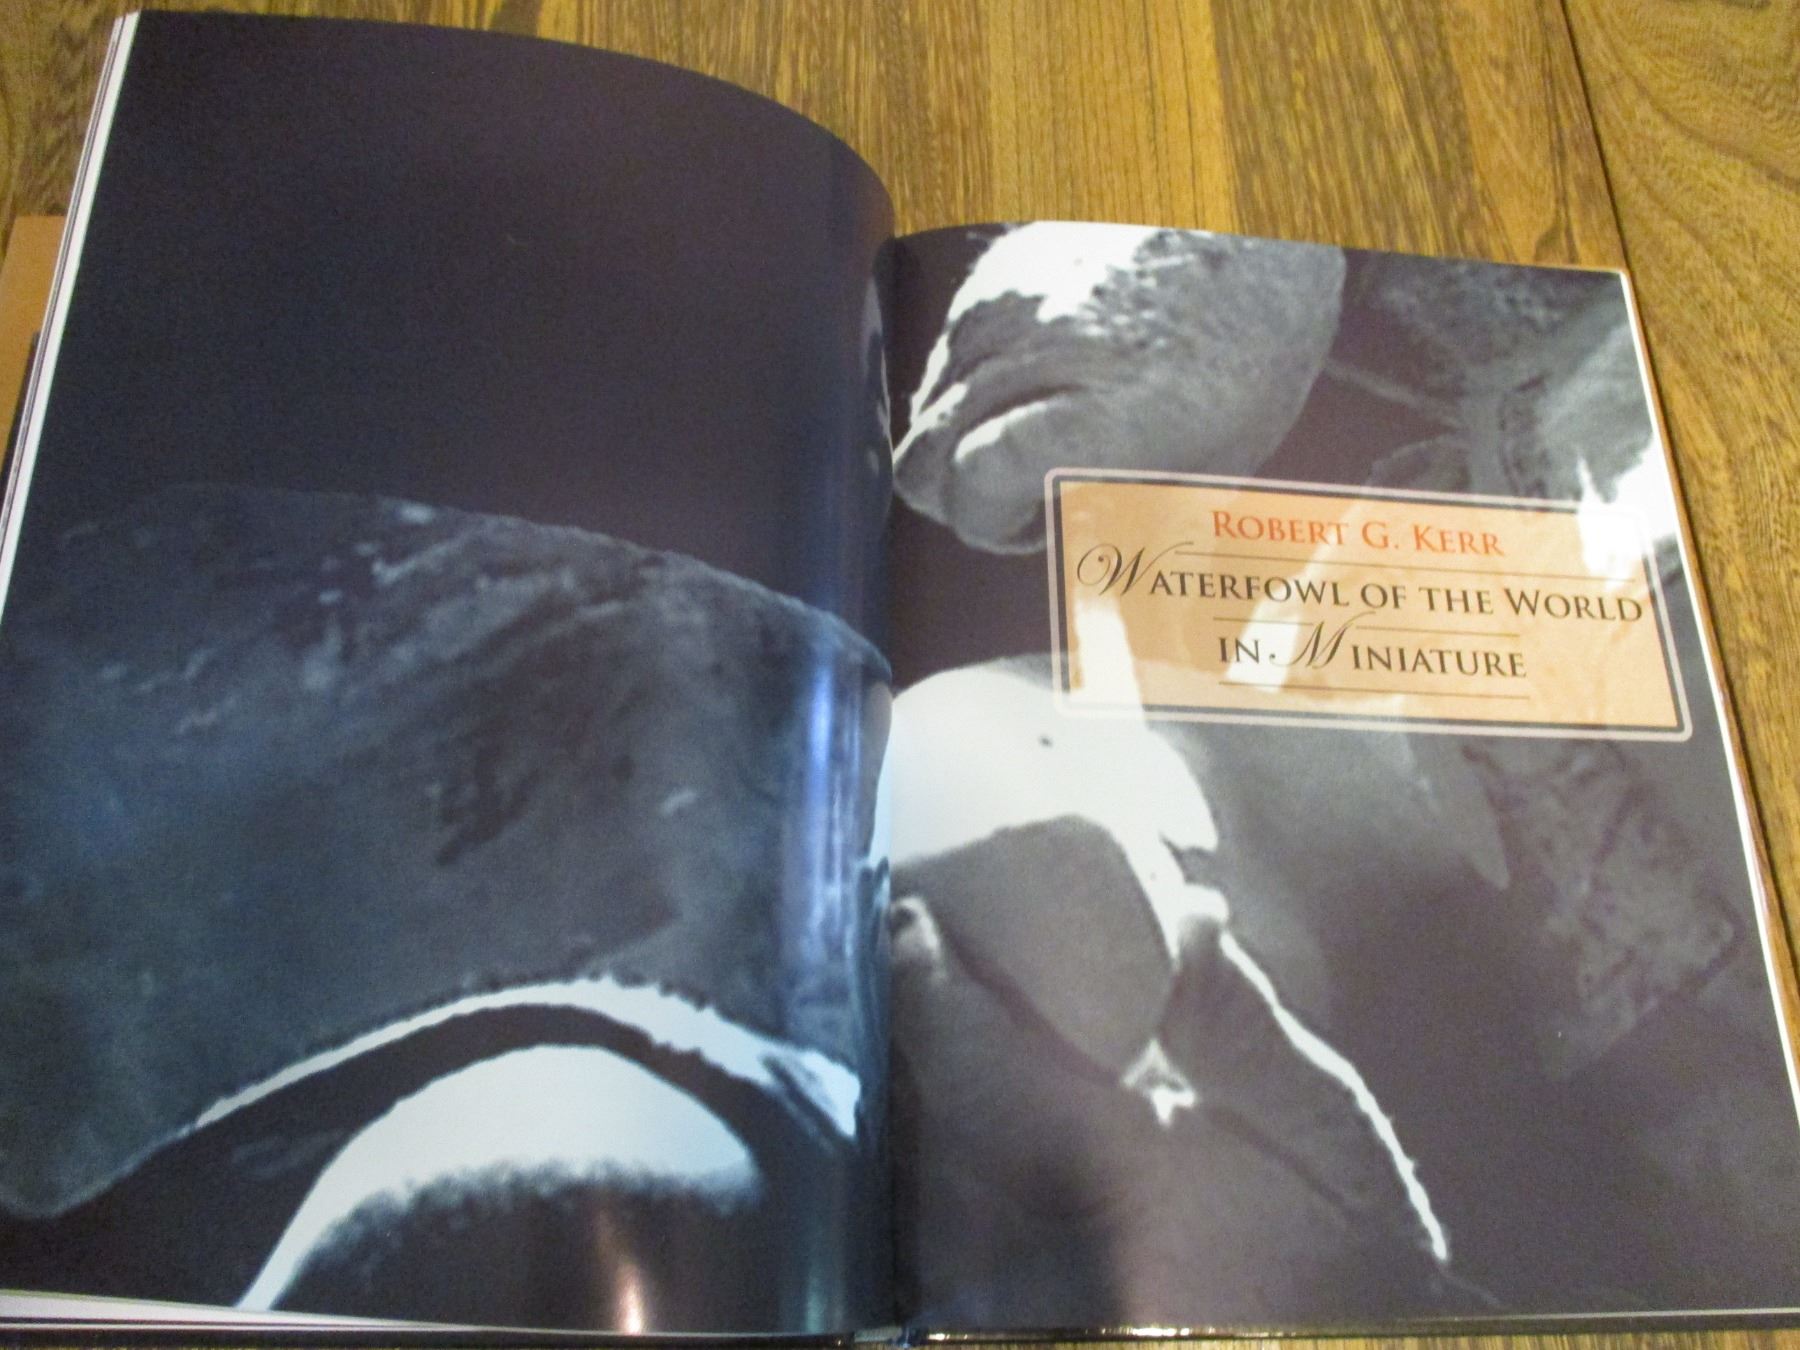 ROBERT G. KERR
WATERFOWL OF THE WORLD
IN MINIATURE